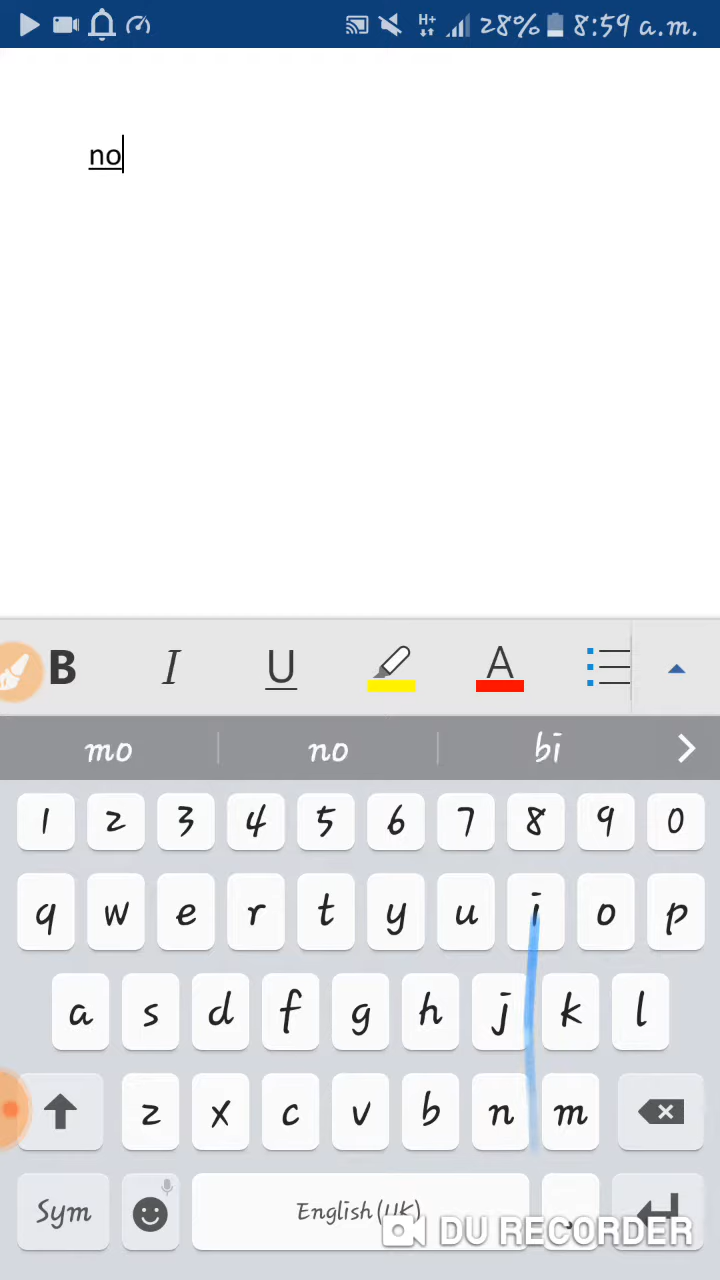 H+ 28% 8:59 a.m.
no
B I U A
mo no bi
1 2 3 4 5 6 7 8 9 0
q w e r t y u i o p
a s d f g h j k l
z x c v b n m
Sym English (UK) .
DU RECORDER